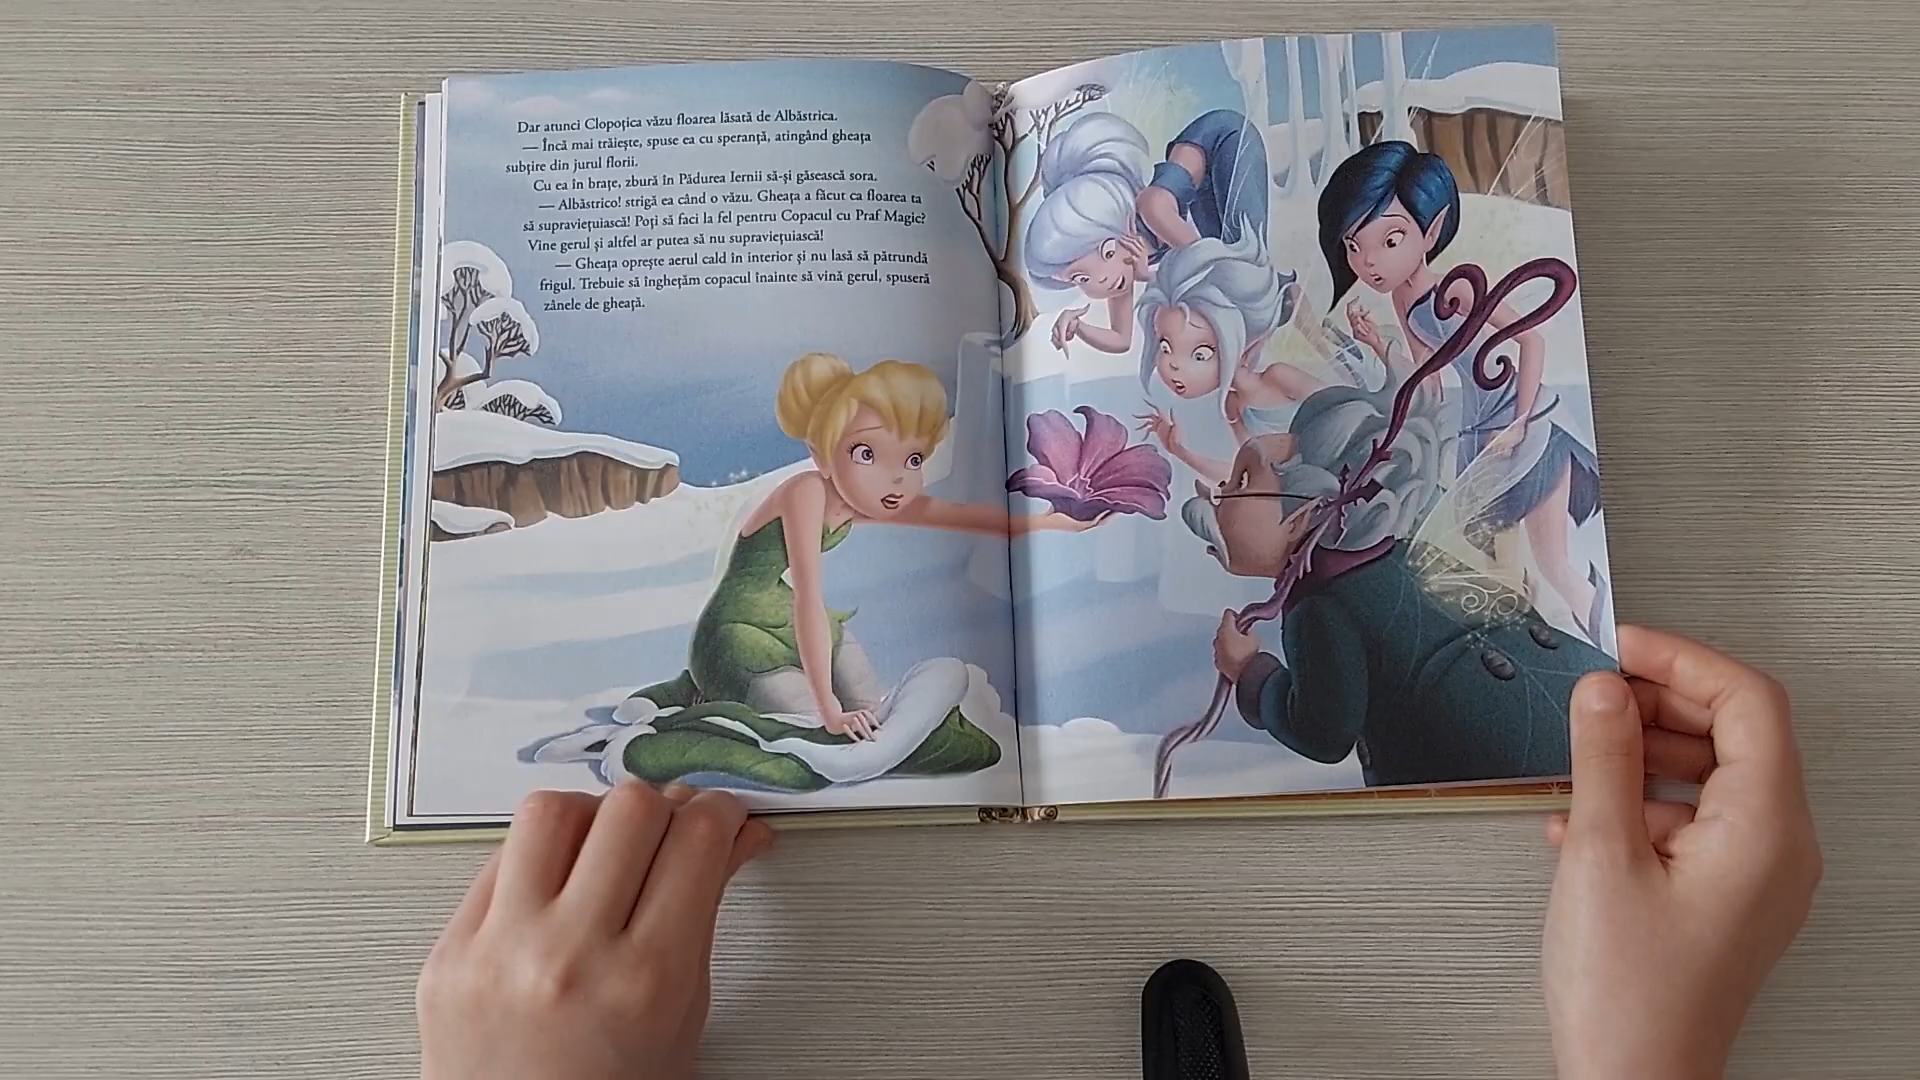 Dar atunci Clopoțica văzu floarea lăsată de Albăstrica.
— Încă mai trăiește, spuse ea cu speranță, atingând gheața
subțire din jurul florii.
Cu ea în brațe, zbură în Pădurea Iernii să-și găsească sora.
— Albăstrico! strigă ea când o văzu. Gheața a făcut ca floarea ta
să supraviețuiască! Poți să faci la fel pentru Copacul cu Praf Magic?
Vine gerul și altfel ar putea să nu supraviețuiască!
— Gheața oprește aerul cald în interior și nu lasă să pătrundă
frigul. Trebuie să înghețăm copacul înainte să vină gerul, spuseră
zânele de gheață.